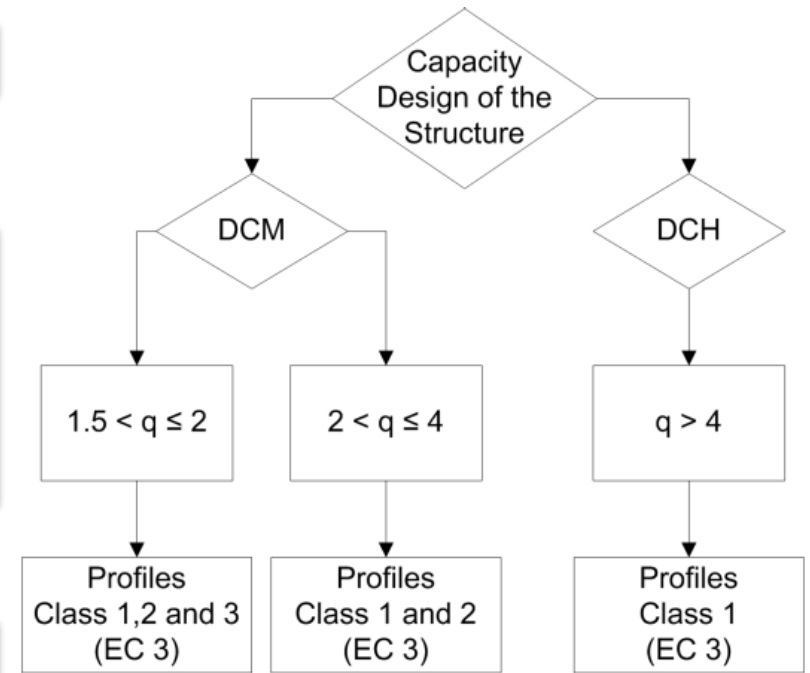 Capacity
Design of the
Structure
DCM
DCH
1.5 < q ≤ 2
2 < q ≤ 4
q > 4
Profiles
Class 1,2 and 3
(EC 3)
Profiles
Class 1 and 2
(EC 3)
Profiles
Class 1
(EC 3)